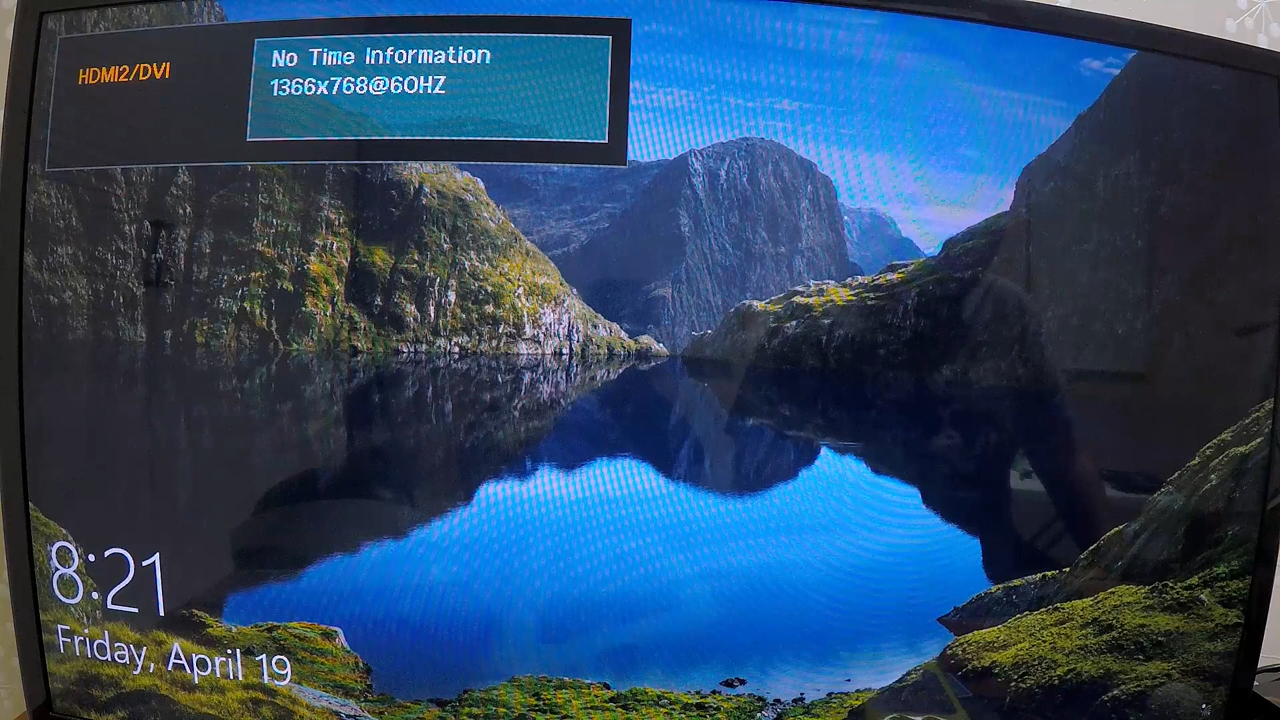 HDMI2/DVI
No Time Information
1366x768@60HZ
8:21
Friday, April 19